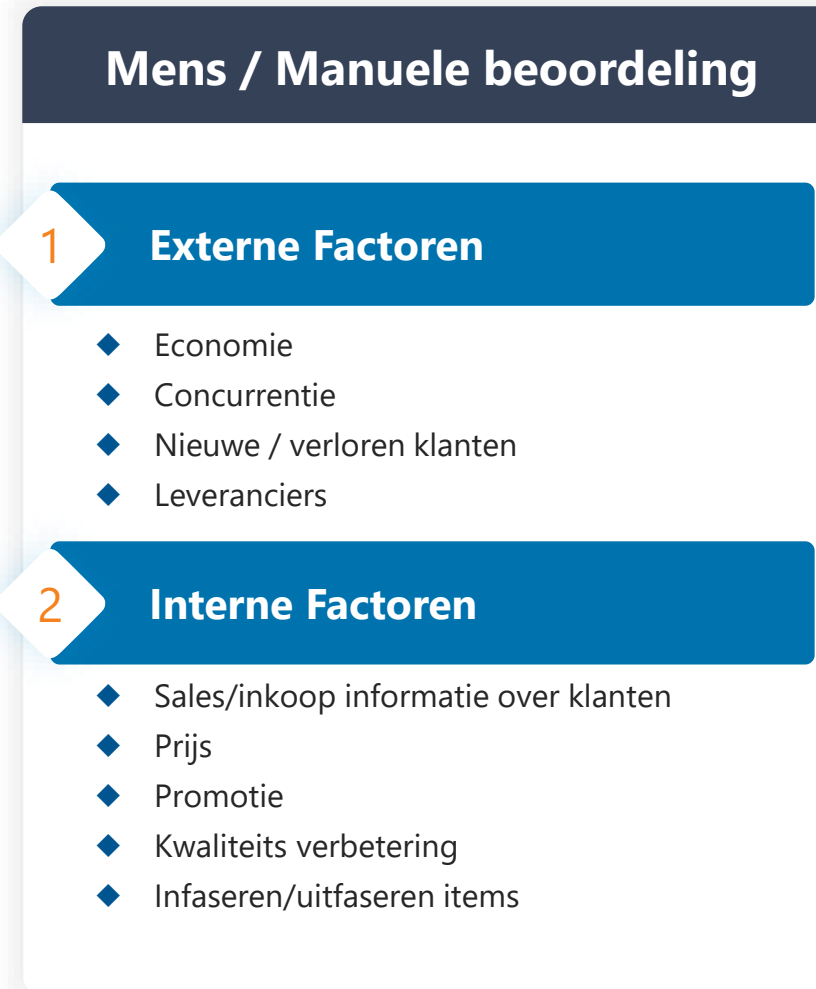 Mens / Manuele beoordeling
1
Externe Factoren
Economie
Concurrentie
Nieuwe / verloren klanten
Leveranciers
2
Interne Factoren
Sales/inkoop informatie over klanten
Prijs
Promotie
Kwaliteits verbetering
Infaseren/uitfaseren items